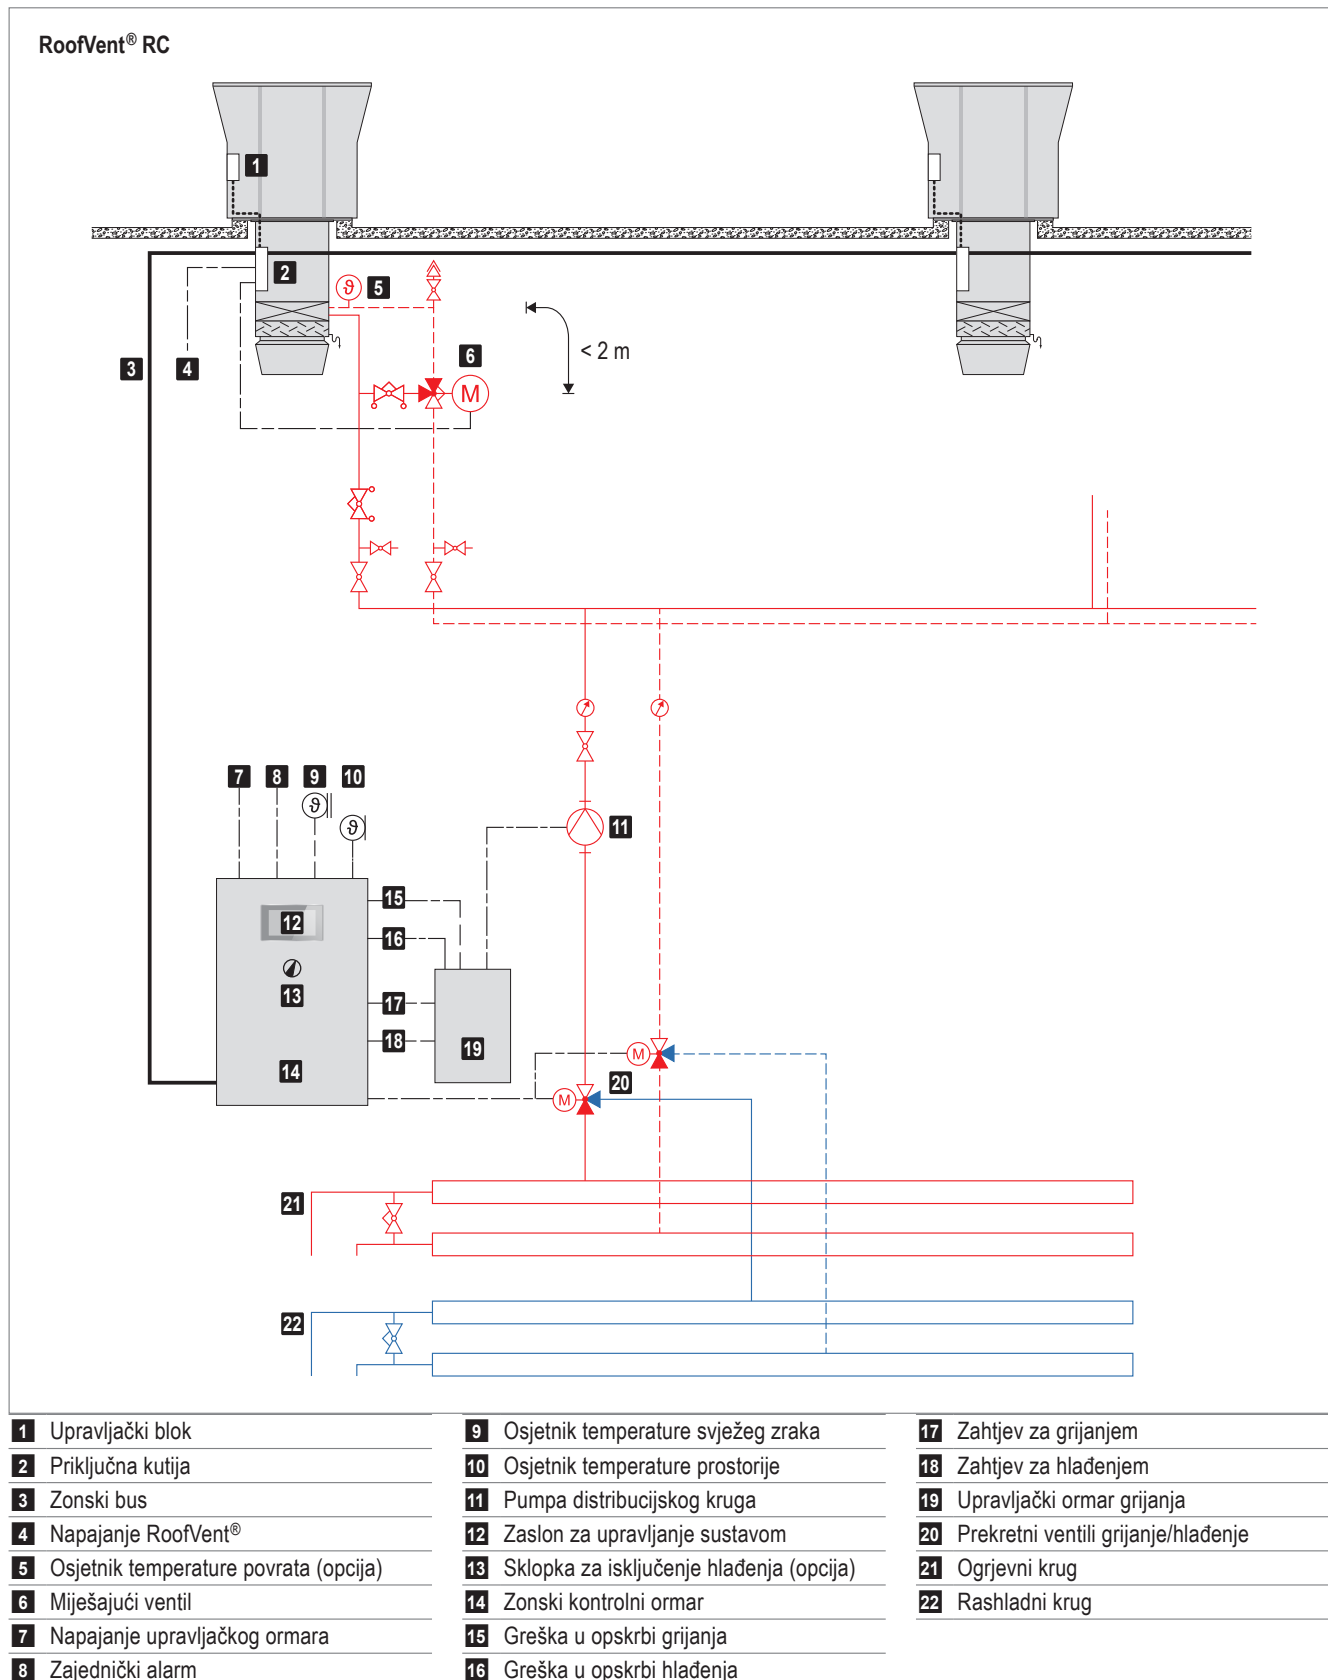 RoofVent® RC
1
2
ϑ 5
3
4
6
< 2 m
M
7
8
9
10
ϑ
ϑ
11
12
13
14
15
16
17
18
19
M
20
M
21
22
1 Upravljački blok
2 Priključna kutija
3 Zonski bus
4 Napajanje RoofVent®
5 Osjetnik temperature povrata (opcija)
6 Miješajući ventil
7 Napajanje upravljačkog ormara
8 Zajednički alarm
9 Osjetnik temperature svježeg zraka
10 Osjetnik temperature prostorije
11 Pumpa distribucijskog kruga
12 Zaslon za upravljanje sustavom
13 Sklopka za isključenje hlađenja (opcija)
14 Zonski kontrolni ormar
15 Greška u opskrbi grijanja
16 Greška u opskrbi hlađenja
17 Zahtjev za grijanjem
18 Zahtjev za hlađenjem
19 Upravljački ormar grijanja
20 Prekretni ventili grijanje/hlađenje
21 Ogrjevni krug
22 Rashladni krug